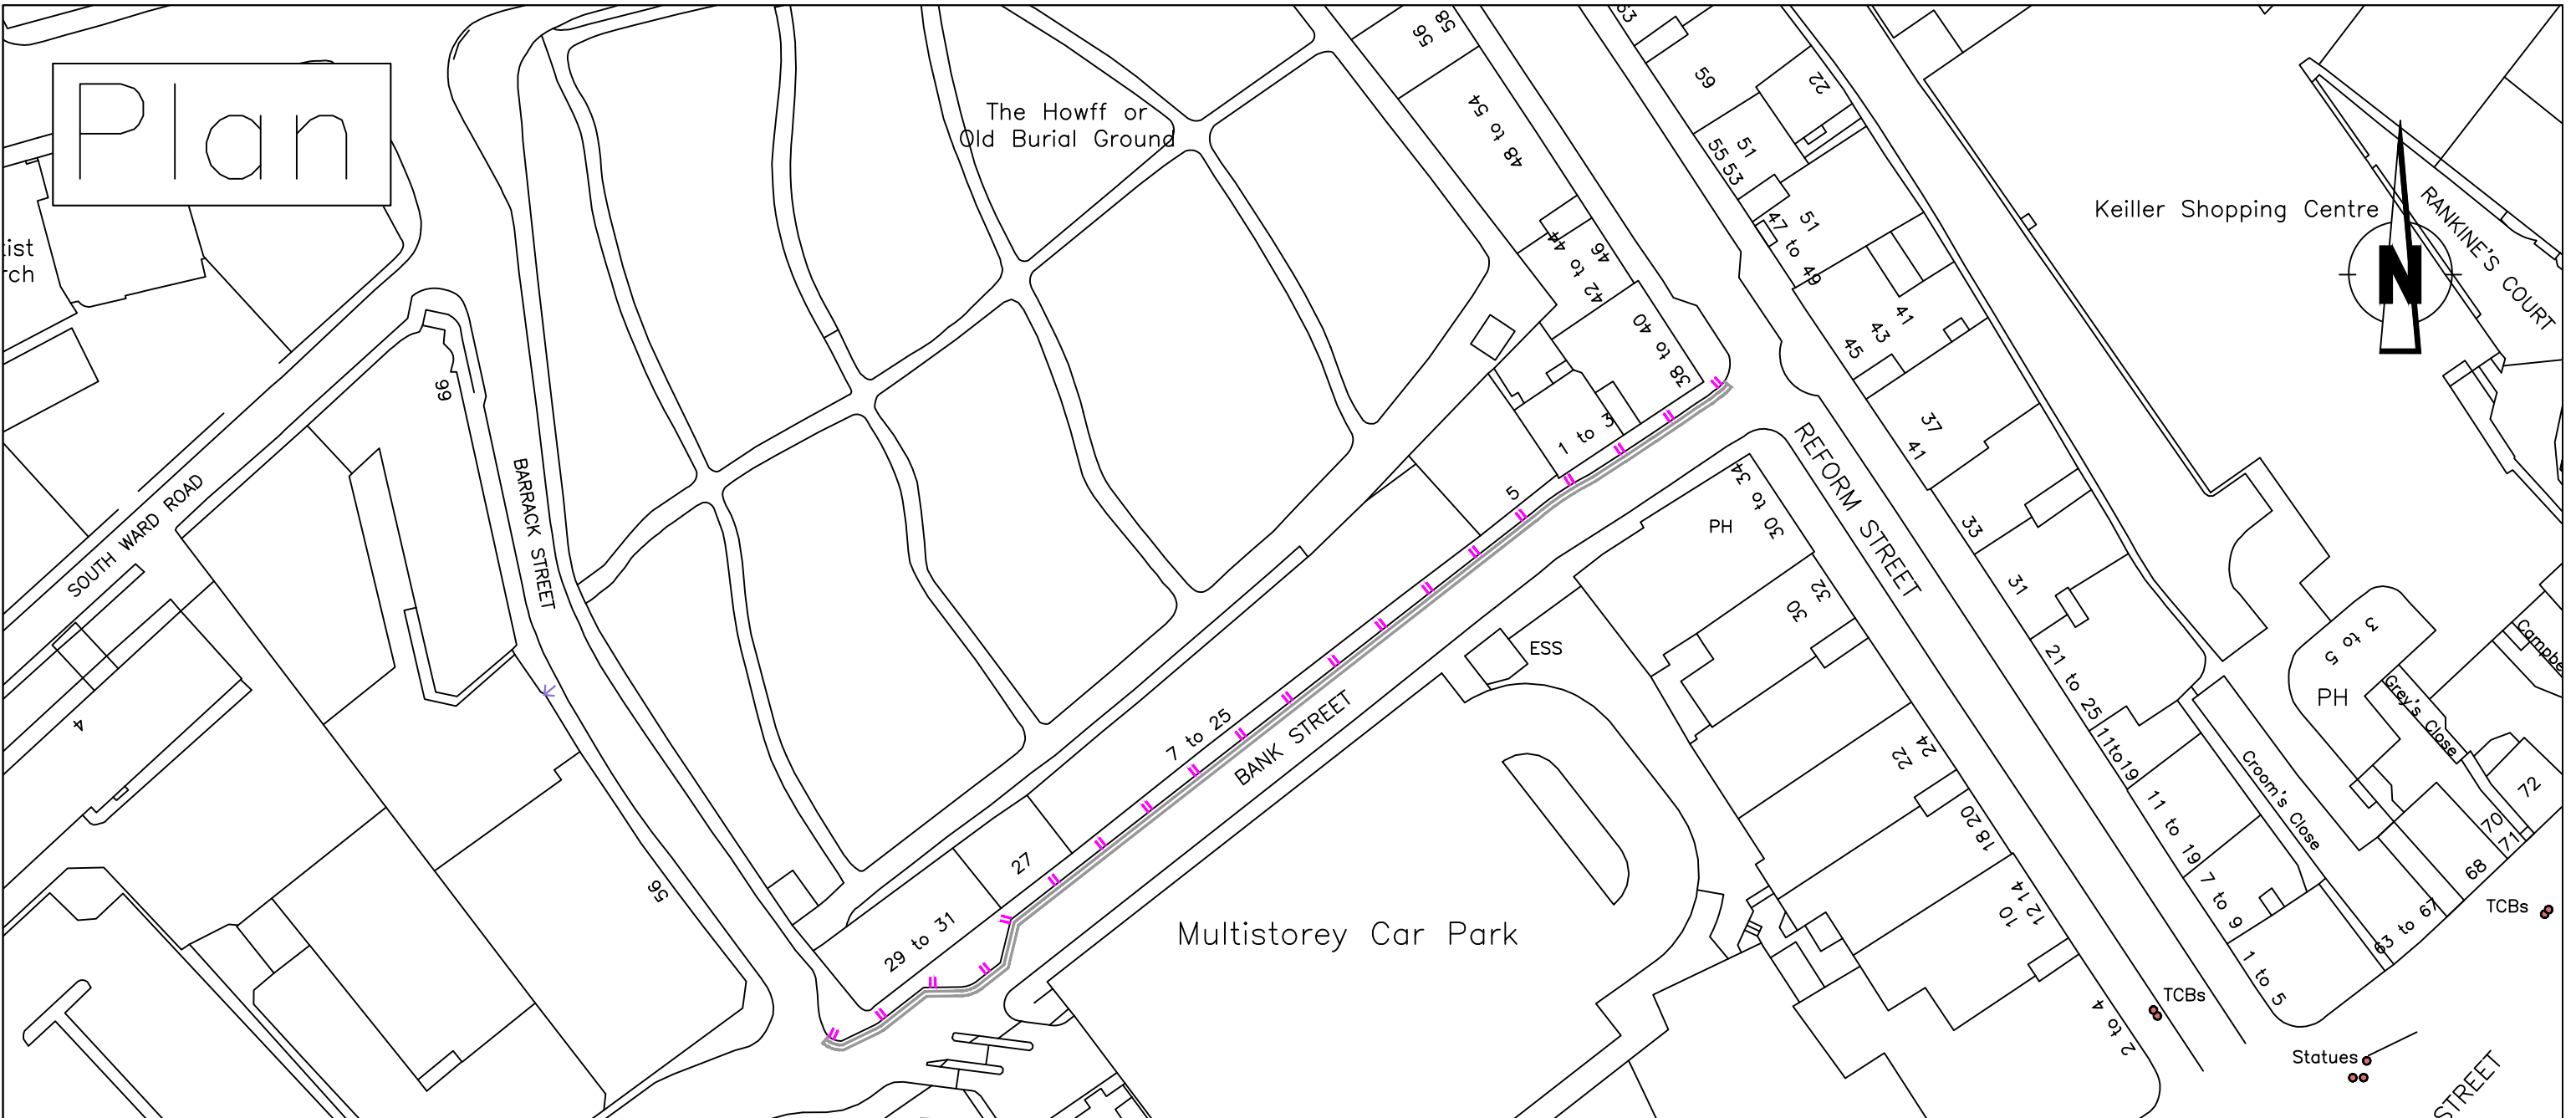 Plan
The Howff or
Old Burial Ground
Keiller Shopping Centre
N
RANKINE'S COURT
tist
rch
SOUTH WARD ROAD
BARRACK STREET
99
4
56
63
58
56
48 to 54
44
46
42 to
38 to 40
1 to 3
5
7 to 25
27
29 to 31
BANK STREET
REFORM STREET
Multistorey Car Park
ESS
PH
30 to 34
32
30
24
22
18 20
12 14
10
2 to 4
59
22
55 53
51
51
47 to 49
45
43
41
37
41
33
31
21 to 25
11to19
11 to 19
7 to 9
1 to 5
Croom's Close
3 to 5
PH
Grey's Close
Campbe
72
70
71
68
63 to 67
TCBs
TCBs
Statues
STREET